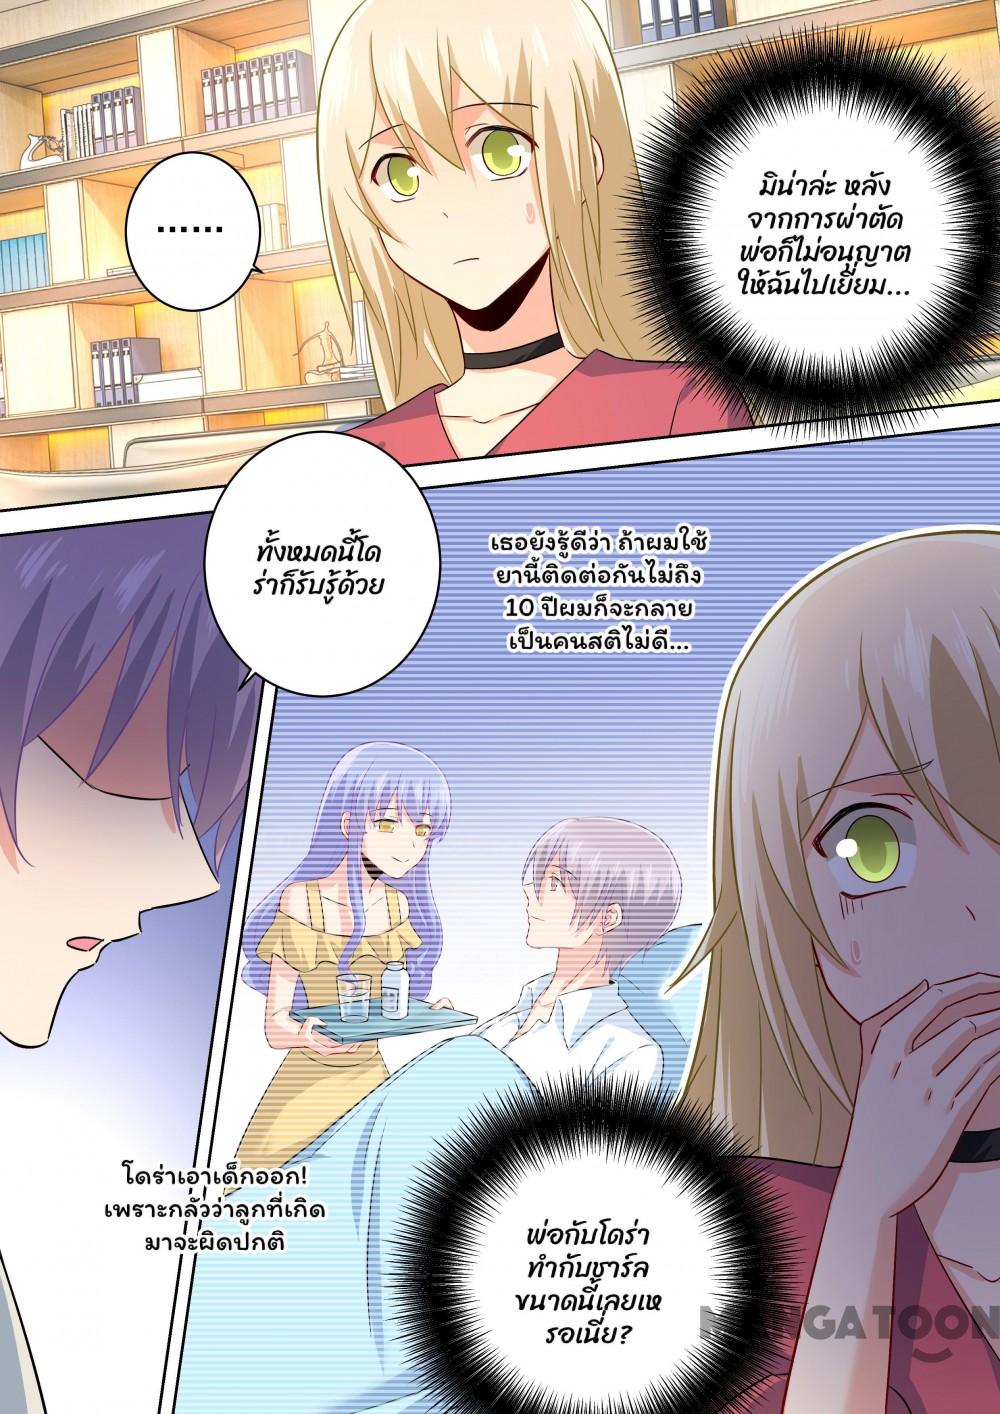 มิน่าล่ะ หลัง
จากการผ่าตัด
พ่อก็ไม่อนุญาต
ให้ฉันไปเยี่ยม...
......
ทั้งหมดนี้โด
ร่าก็รับรู้ด้วย
เธอยังรู้ดีว่า ถ้าผมใช้
ยานี้ติดต่อกันไม่ถึง
10 ปีผมก็จะกลาย
เป็นคนสติไม่ดี...
โดร่าเอาเด็กออก!
เพราะกลัวว่าลูกที่เกิด
มาจะผิดปกติ
พ่อกับโดร่า
ทำกับชาร์ล
ขนาดนี้เลยเห
รอเนี่ย?
MANGATOON